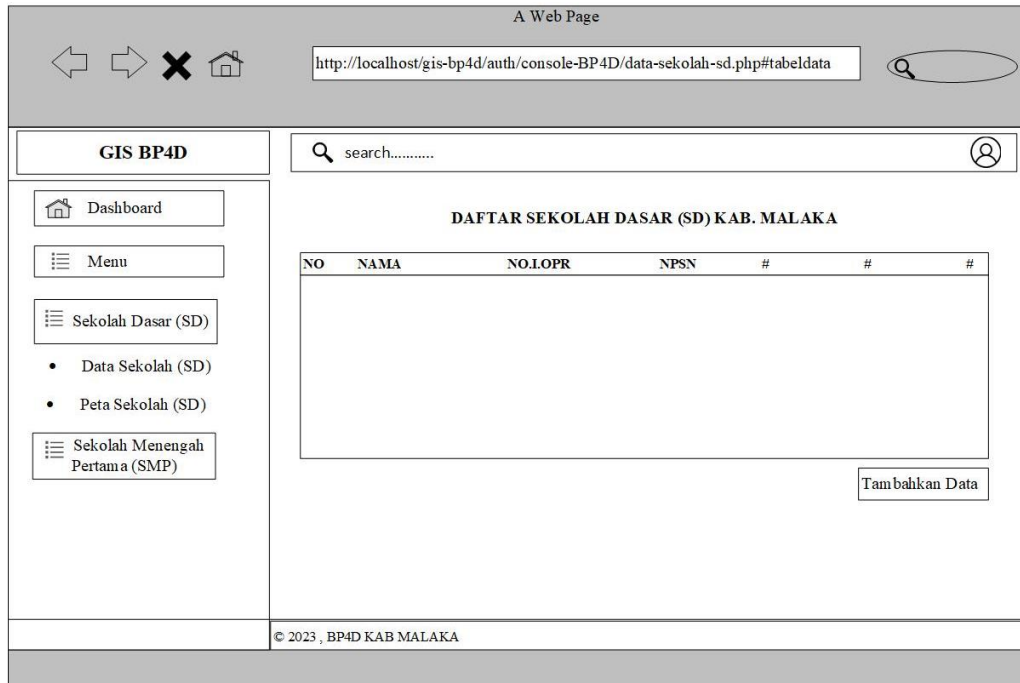 A Web Page
http://localhost/gis-bp4d/auth/console-BP4D/data-sekolah-sd.php#tabeldata
GIS BP4D
search...........
Dashboard
Menu
Sekolah Dasar (SD)
• Data Sekolah (SD)
• Peta Sekolah (SD)
Sekolah Menengah
Pertama (SMP)
DAFTAR SEKOLAH DASAR (SD) KAB. MALAKA
NO NAMA NO.I.OPR NPSN # # #
Tambahkan Data
© 2023 , BP4D KAB MALAKA